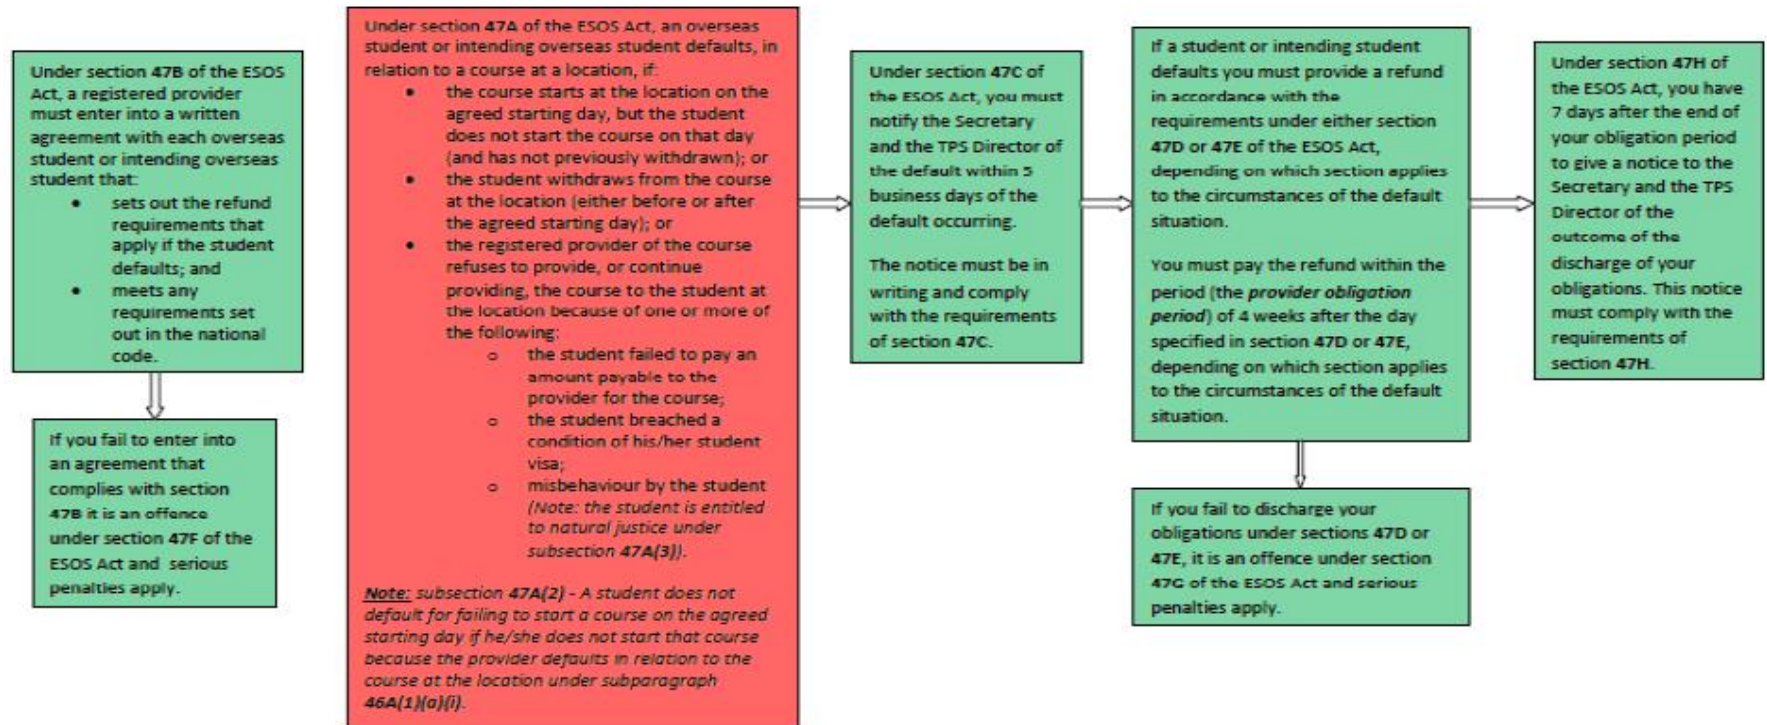 Under section 47B of the ESOS
Act, a registered provider
must enter into a written
agreement with each overseas
student or intending overseas
student that:
• sets out the refund
requirements that
apply if the student
defaults; and
• meets any
requirements set
out in the national
code.
If you fail to enter into
an agreement that
complies with section
47B it is an offence
under section 47F of the
ESOS Act and serious
penalties apply.
Under section 47A of the ESOS Act, an overseas
student or intending overseas student defaults, in
relation to a course at a location, if:
• the course starts at the location on the
agreed starting day, but the student
does not start the course on that day
(and has not previously withdrawn); or
• the student withdraws from the course
at the location (either before or after
the agreed starting day); or
• the registered provider of the course
refuses to provide, or continue
providing, the course to the student at
the location because of one or more of
the following:
o the student failed to pay an
amount payable to the
provider for the course;
o the student breached a
condition of his/her student
visa;
o misbehaviour by the student
(Note: the student is entitled
to natural justice under
subsection 47A(3)).
Note: subsection 47A(2) - A student does not
default for failing to start a course on the agreed
starting day if he/she does not start that course
because the provider defaults in relation to the
course at the location under subparagraph
46A(1)(a)(i).
Under section 47C of
the ESOS Act, you must
notify the Secretary
and the TPS Director of
the default within 5
business days of the
default occurring.
The notice must be in
writing and comply
with the requirements
of section 47C.
If a student or intending student
defaults you must provide a refund
in accordance with the
requirements under either section
47D or 47E of the ESOS Act,
depending on which section applies
to the circumstances of the default
situation.
You must pay the refund within the
period (the provider obligation
period) of 4 weeks after the day
specified in section 47D or 47E,
depending on which section applies
to the circumstances of the default
situation.
If you fail to discharge your
obligations under sections 47D or
47E, it is an offence under section
47G of the ESOS Act and serious
penalties apply.
Under section 47H of
the ESOS Act, you have
7 days after the end of
your obligation period
to give a notice to the
Secretary and the TPS
Director of the
outcome of the
discharge of your
obligations. This notice
must comply with the
requirements of
section 47H.